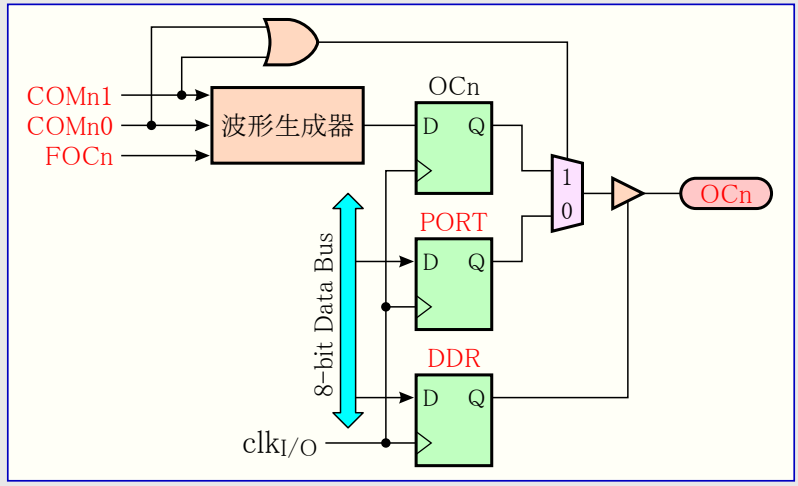 OCn
COMn1
COMn0
FOCn
波形生成器
D Q
1
0
OCn
PORT
D Q
8-bit Data Bus
DDR
D Q
clkI/O